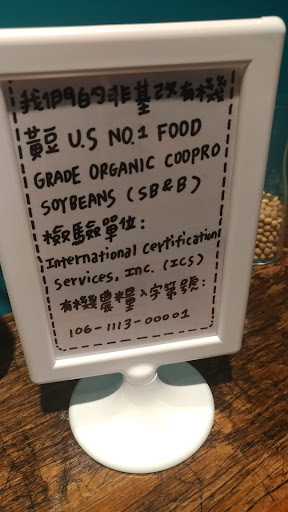 我們的非基改有機
黃豆 U.S NO.1 FOOD
GRADE ORGANIC COOPRO
SOYBEANS (SB&B)
檢驗單位:
International Certification
Services, Inc. (ICS)
有機農糧入字第號:
106-1113-00001